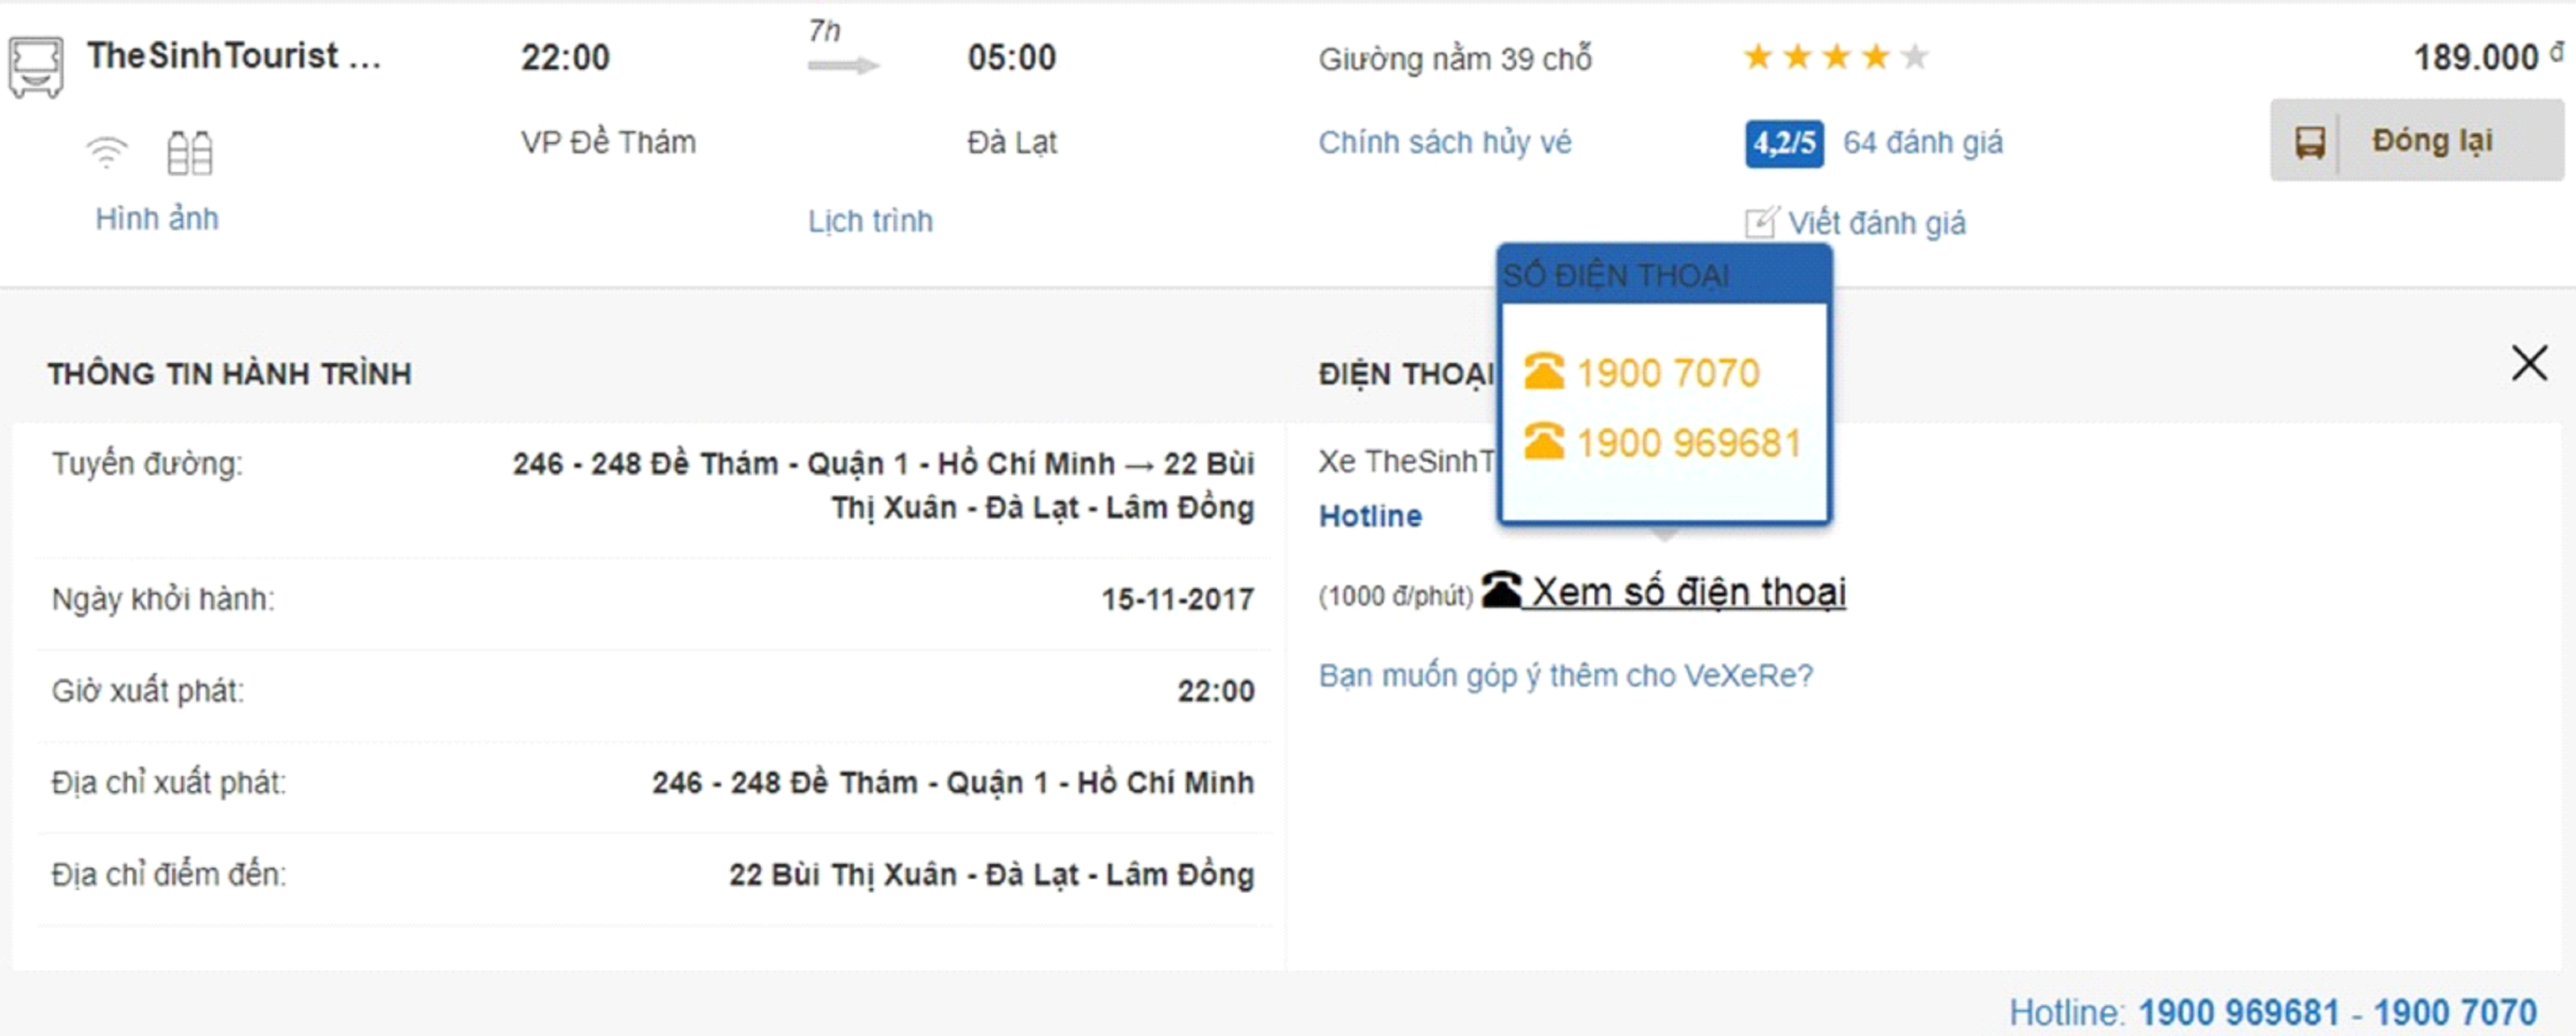 TheSinhTourist ...
22:00
7h
05:00
Giường nằm 39 chỗ
189.000 đ
VP Đề Thám
Đà Lạt
Chính sách hủy vé
4,2/5 64 đánh giá
Đóng lại
Hình ảnh
Lịch trình
Viết đánh giá
SỐ ĐIỆN THOẠI
1900 7070
1900 969681
THÔNG TIN HÀNH TRÌNH
Tuyến đường:
246 - 248 Đề Thám - Quận 1 - Hồ Chí Minh → 22 Bùi
Thị Xuân - Đà Lạt - Lâm Đồng
Ngày khởi hành:
15-11-2017
Giờ xuất phát:
22:00
Địa chỉ xuất phát:
246 - 248 Đề Thám - Quận 1 - Hồ Chí Minh
Địa chỉ điểm đến:
22 Bùi Thị Xuân - Đà Lạt - Lâm Đồng
ĐIỆN THOẠI
Xe TheSinhT
Hotline
(1000 đ/phút) Xem số điện thoại
Bạn muốn góp ý thêm cho VeXeRe?
Hotline: 1900 969681 - 1900 7070